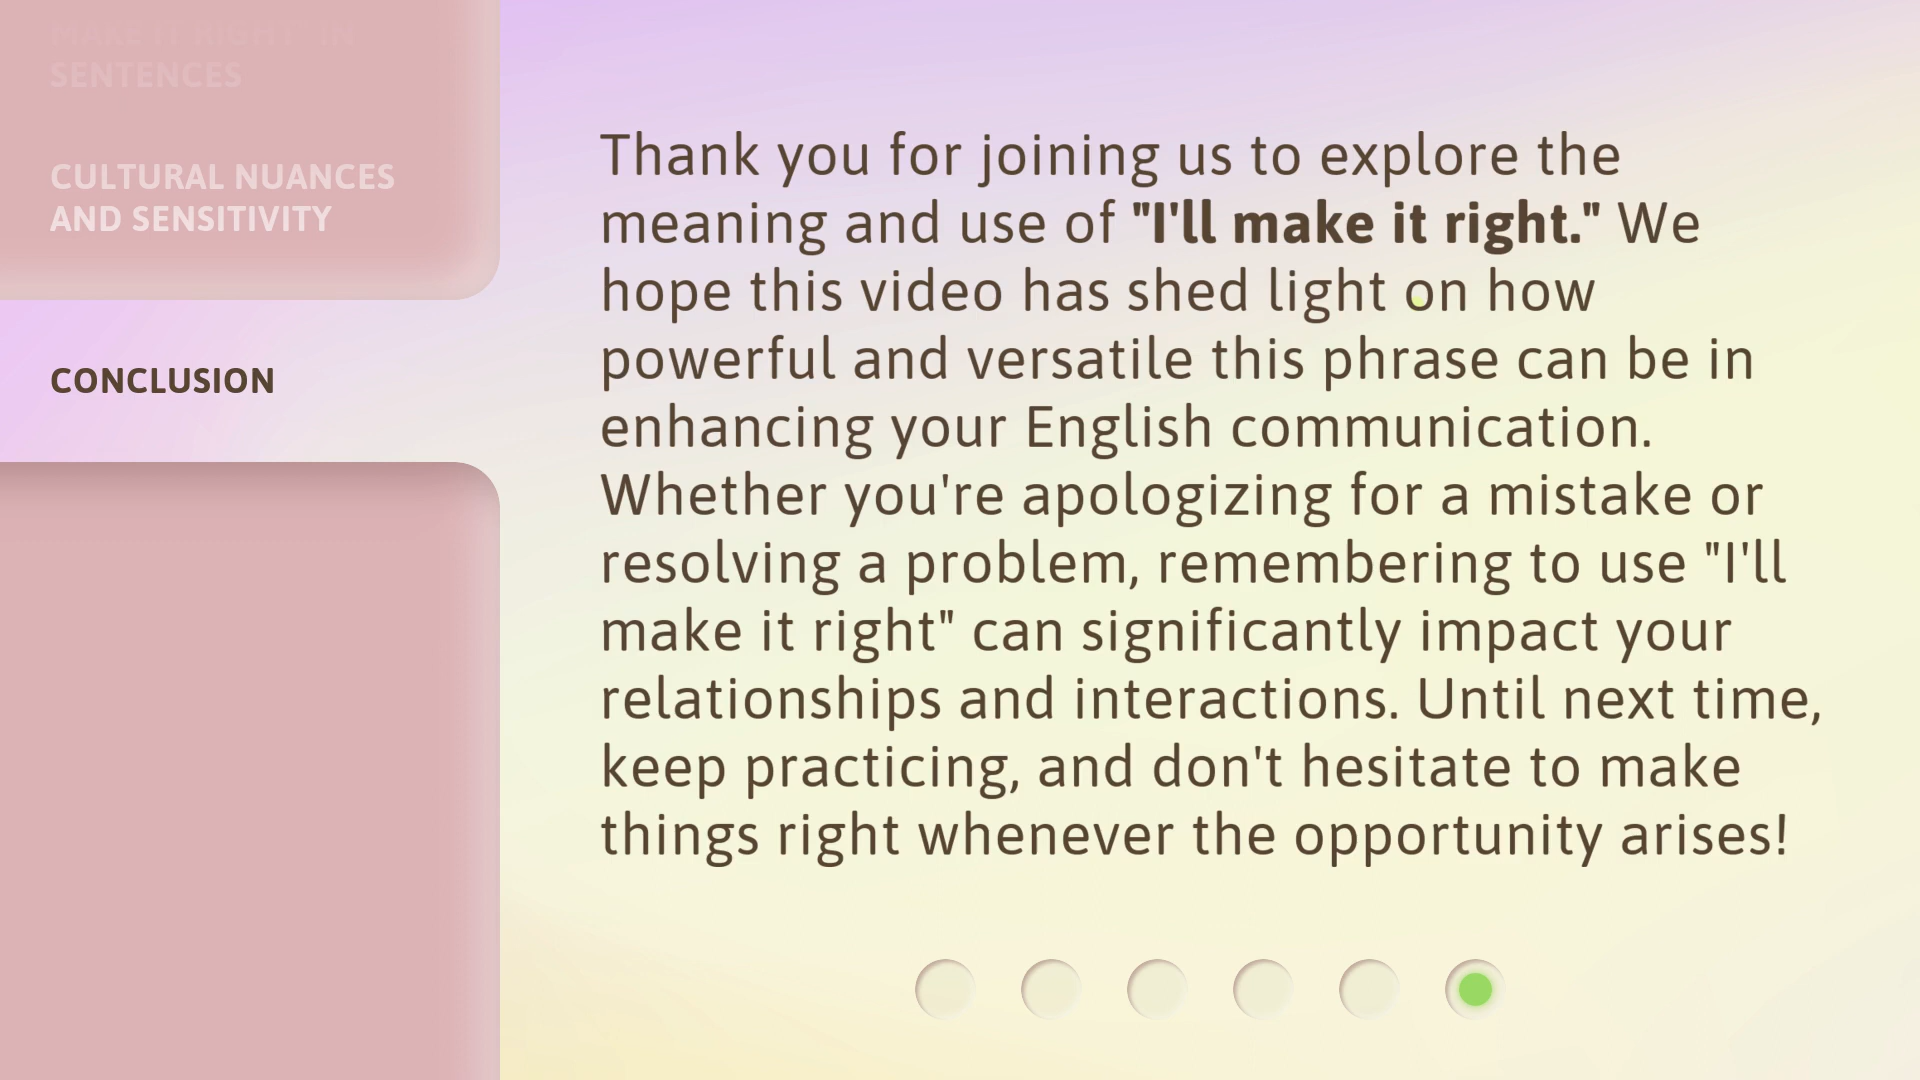 MAKE IT RIGHT" IN
SENTENCES
CULTURAL NUANCES
AND SENSITIVITY
CONCLUSION
Thank you for joining us to explore the
meaning and use of "I'll make it right." We
hope this video has shed light on how
powerful and versatile this phrase can be in
enhancing your English communication.
Whether you're apologizing for a mistake or
resolving a problem, remembering to use "I'll
make it right" can significantly impact your
relationships and interactions. Until next time,
keep practicing, and don't hesitate to make
things right whenever the opportunity arises!